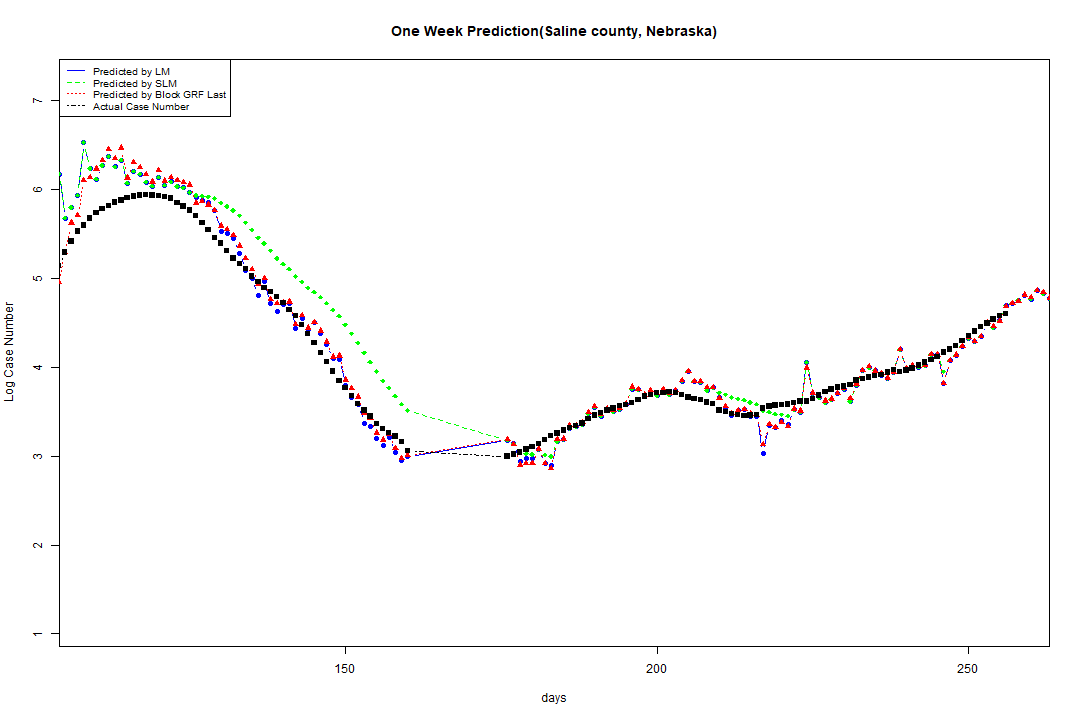 One Week Prediction(Saline county, Nebraska)
Predicted by LM
Predicted by SLM
Predicted by Block GRF Last
Actual Case Number
7
6
5
4
3
2
1
Log Case Number
150
200
250
days